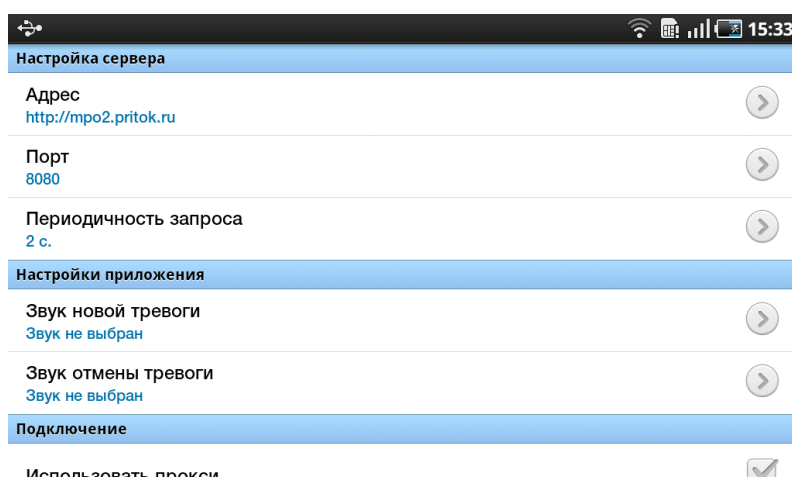 15:33
Настройка сервера
Адрес
http://mpo2.pritok.ru
Порт
8080
Периодичность запроса
2 с.
Настройки приложения
Звук новой тревоги
Звук не выбран
Звук отмены тревоги
Звук не выбран
Подключение
Использовать прокси